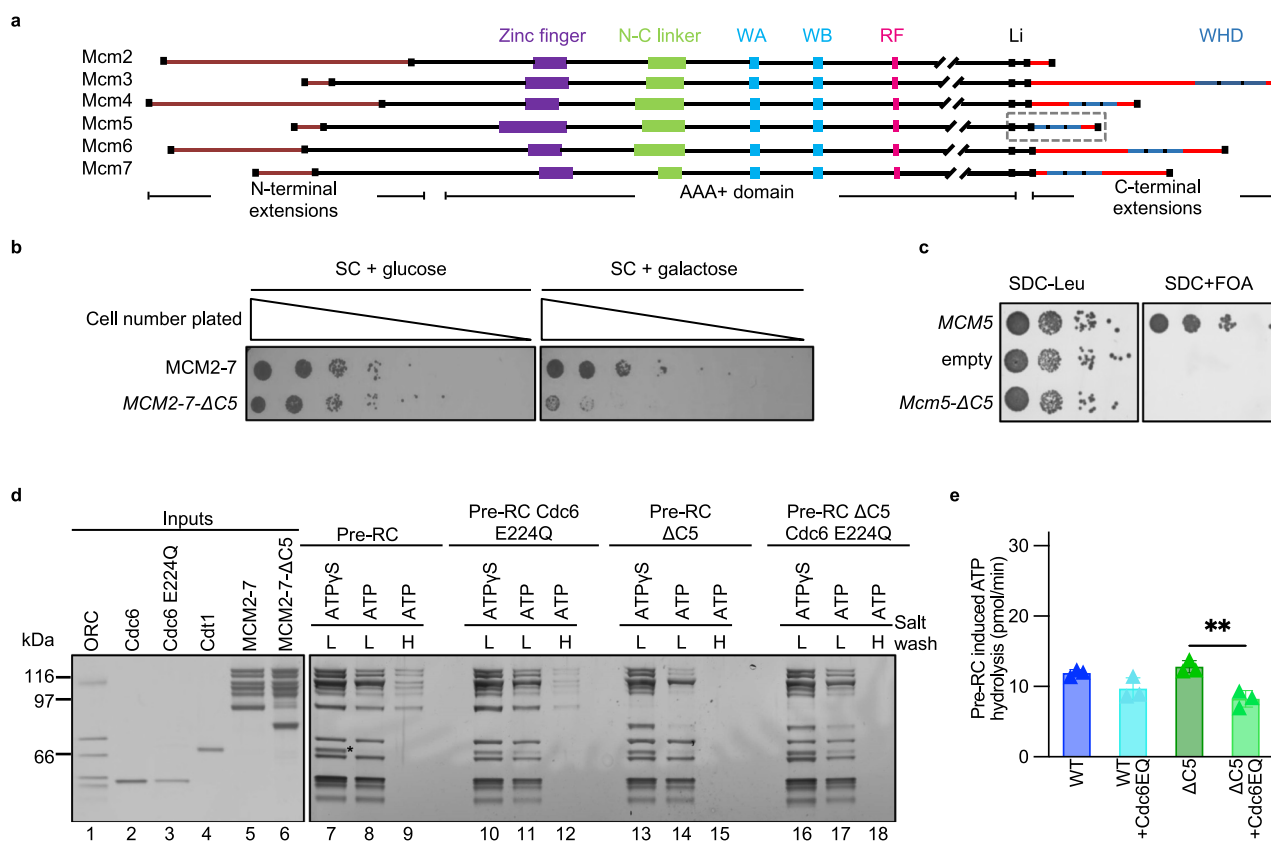 a
Zinc finger N-C linker WA WB RF Li WHD
Mcm2
Mcm3
Mcm4
Mcm5
Mcm6
Mcm7
N-terminal extensions
AAA+ domain
C-terminal extensions
b
SC + glucose SC + galactose
Cell number plated
MCM2-7
MCM2-7-ΔC5
c
SDC-Leu SDC+FOA
MCM5
empty
Mcm5-ΔC5
d
Inputs
Pre-RC
Pre-RC Cdc6 E224Q
Pre-RC ΔC5
Pre-RC ΔC5 Cdc6 E224Q
ORC Cdc6 Cdc6 E224Q Cdt1 MCM2-7 MCM2-7-ΔC5
ATPγS ATP ATP ATPγS ATP ATP ATPγS ATP ATP ATPγS ATP ATP
Salt wash
L L H L L H L L H L L H
kDa
116
97
66
*
1 2 3 4 5 6 7 8 9 10 11 12 13 14 15 16 17 18
e
Pre-RC induced ATP hydrolysis (pmol/min)
30
20
10
0
**
WT
WT +Cdc6EQ
ΔC5
ΔC5 +Cdc6EQ